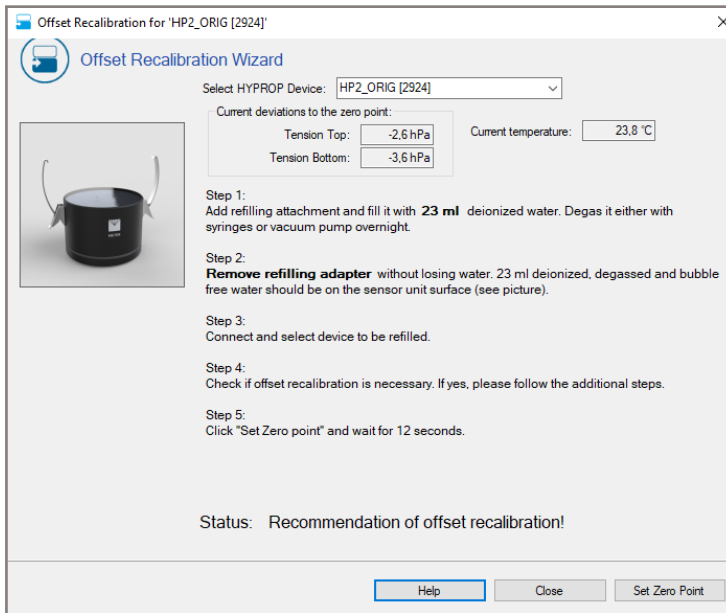 Offset Recalibration for 'HP2_ORIG [2924]'
Offset Recalibration Wizard
Select HYPROP Device: HP2_ORIG [2924]
Current deviations to the zero point:
Tension Top: -2,6 hPa
Current temperature: 23,8 °C
Tension Bottom: -3,6 hPa
Step 1:
Add refilling attachment and fill it with 23 ml deionized water. Degas it either with
syringes or vacuum pump overnight.
Step 2:
Remove refilling adapter without losing water. 23 ml deionized, degassed and bubble
free water should be on the sensor unit surface (see picture).
Step 3:
Connect and select device to be refilled.
Step 4:
Check if offset recalibration is necessary. If yes, please follow the additional steps.
Step 5:
Click "Set Zero point" and wait for 12 seconds.
Status: Recommendation of offset recalibration!
Help Close Set Zero Point